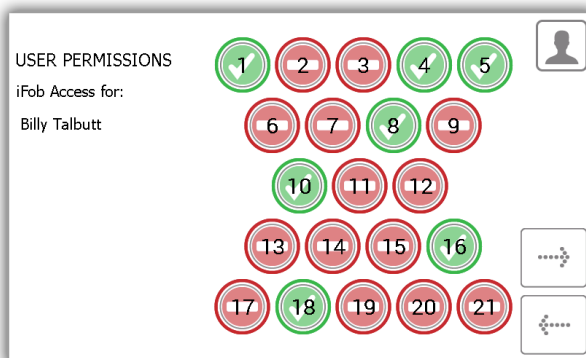 USER PERMISSIONS
iFob Access for:
Billy Talbutt
1 2 3 4 5
6 7 8 9
10 11 12
13 14 15 16
17 18 19 20 21